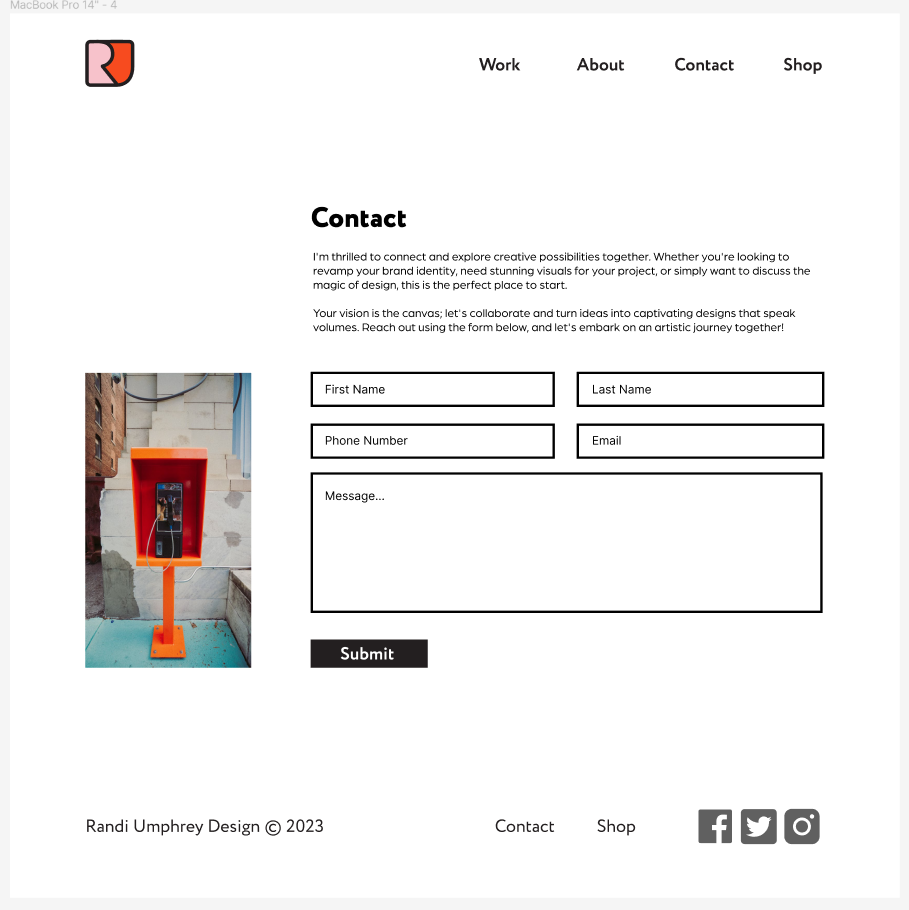 MacBook Pro 14" - 4
R
Work About Contact Shop
Contact
I'm thrilled to connect and explore creative possibilities together. Whether you're looking to
revamp your brand identity, need stunning visuals for your project, or simply want to discuss the
magic of design, this is the perfect place to start.
Your vision is the canvas; let's collaborate and turn ideas into captivating designs that speak
volumes. Reach out using the form below, and let's embark on an artistic journey together!
First Name Last Name
Phone Number Email
Message...
Submit
Randi Umphrey Design © 2023 Contact Shop